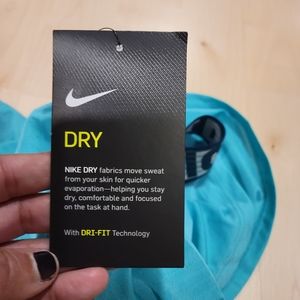 DRY
NIKE DRY fabrics move sweat
from your skin for quicker
evaporation—helping you stay
dry, comfortable and focused
on the task at hand.
With DRI-FIT Technology